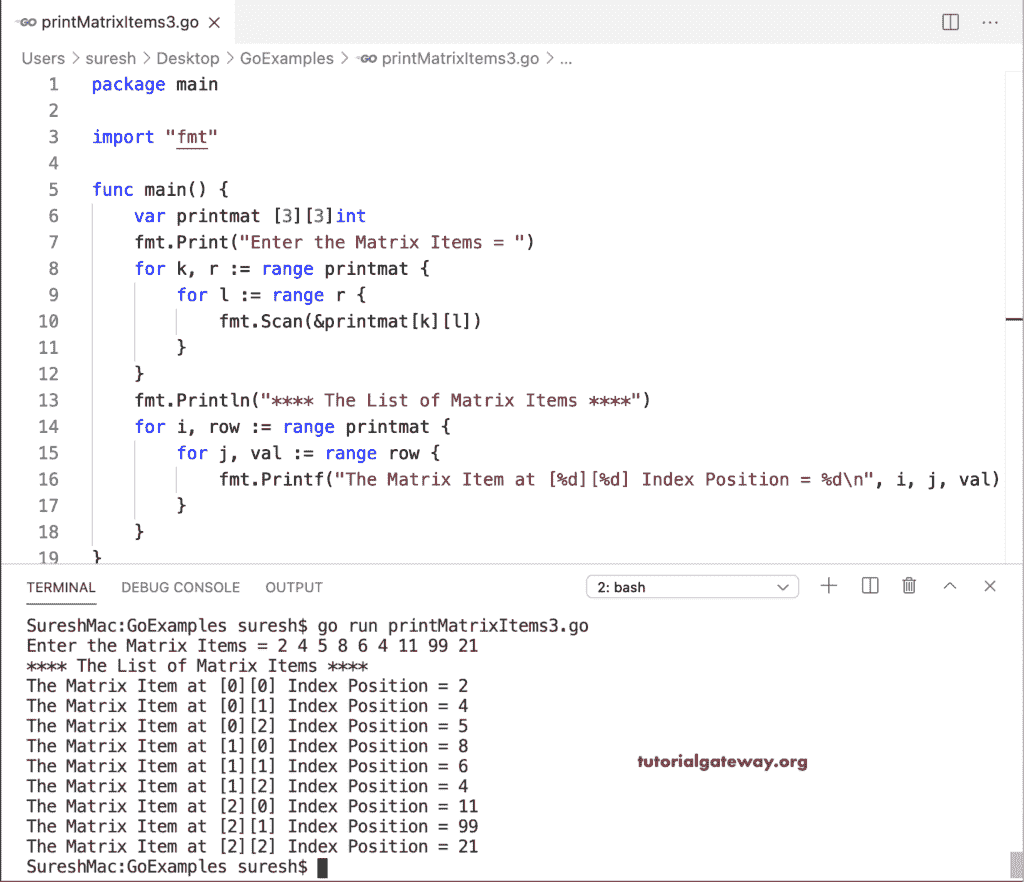 GO printMatrixItems3.go ×
Users > suresh > Desktop > GoExamples > GO printMatrixItems3.go > ...
1 package main
2
3 import "fmt"
4
5 func main() {
6     var printmat [3][3]int
7     fmt.Print("Enter the Matrix Items = ")
8     for k, r := range printmat {
9         for l := range r {
10             fmt.Scan(&printmat[k][l])
11         }
12     }
13     fmt.Println("**** The List of Matrix Items ****")
14     for i, row := range printmat {
15         for j, val := range row {
16             fmt.Printf("The Matrix Item at [%d][%d] Index Position = %d\n", i, j, val)
17         }
18     }
19 }
TERMINAL DEBUG CONSOLE OUTPUT 2: bash
SureshMac:GoExamples suresh$ go run printMatrixItems3.go
Enter the Matrix Items = 2 4 5 8 6 4 11 99 21
**** The List of Matrix Items ****
The Matrix Item at [0][0] Index Position = 2
The Matrix Item at [0][1] Index Position = 4
The Matrix Item at [0][2] Index Position = 5
The Matrix Item at [1][0] Index Position = 8
The Matrix Item at [1][1] Index Position = 6
The Matrix Item at [1][2] Index Position = 4
The Matrix Item at [2][0] Index Position = 11
The Matrix Item at [2][1] Index Position = 99
The Matrix Item at [2][2] Index Position = 21
SureshMac:GoExamples suresh$
tutorialgateway.org